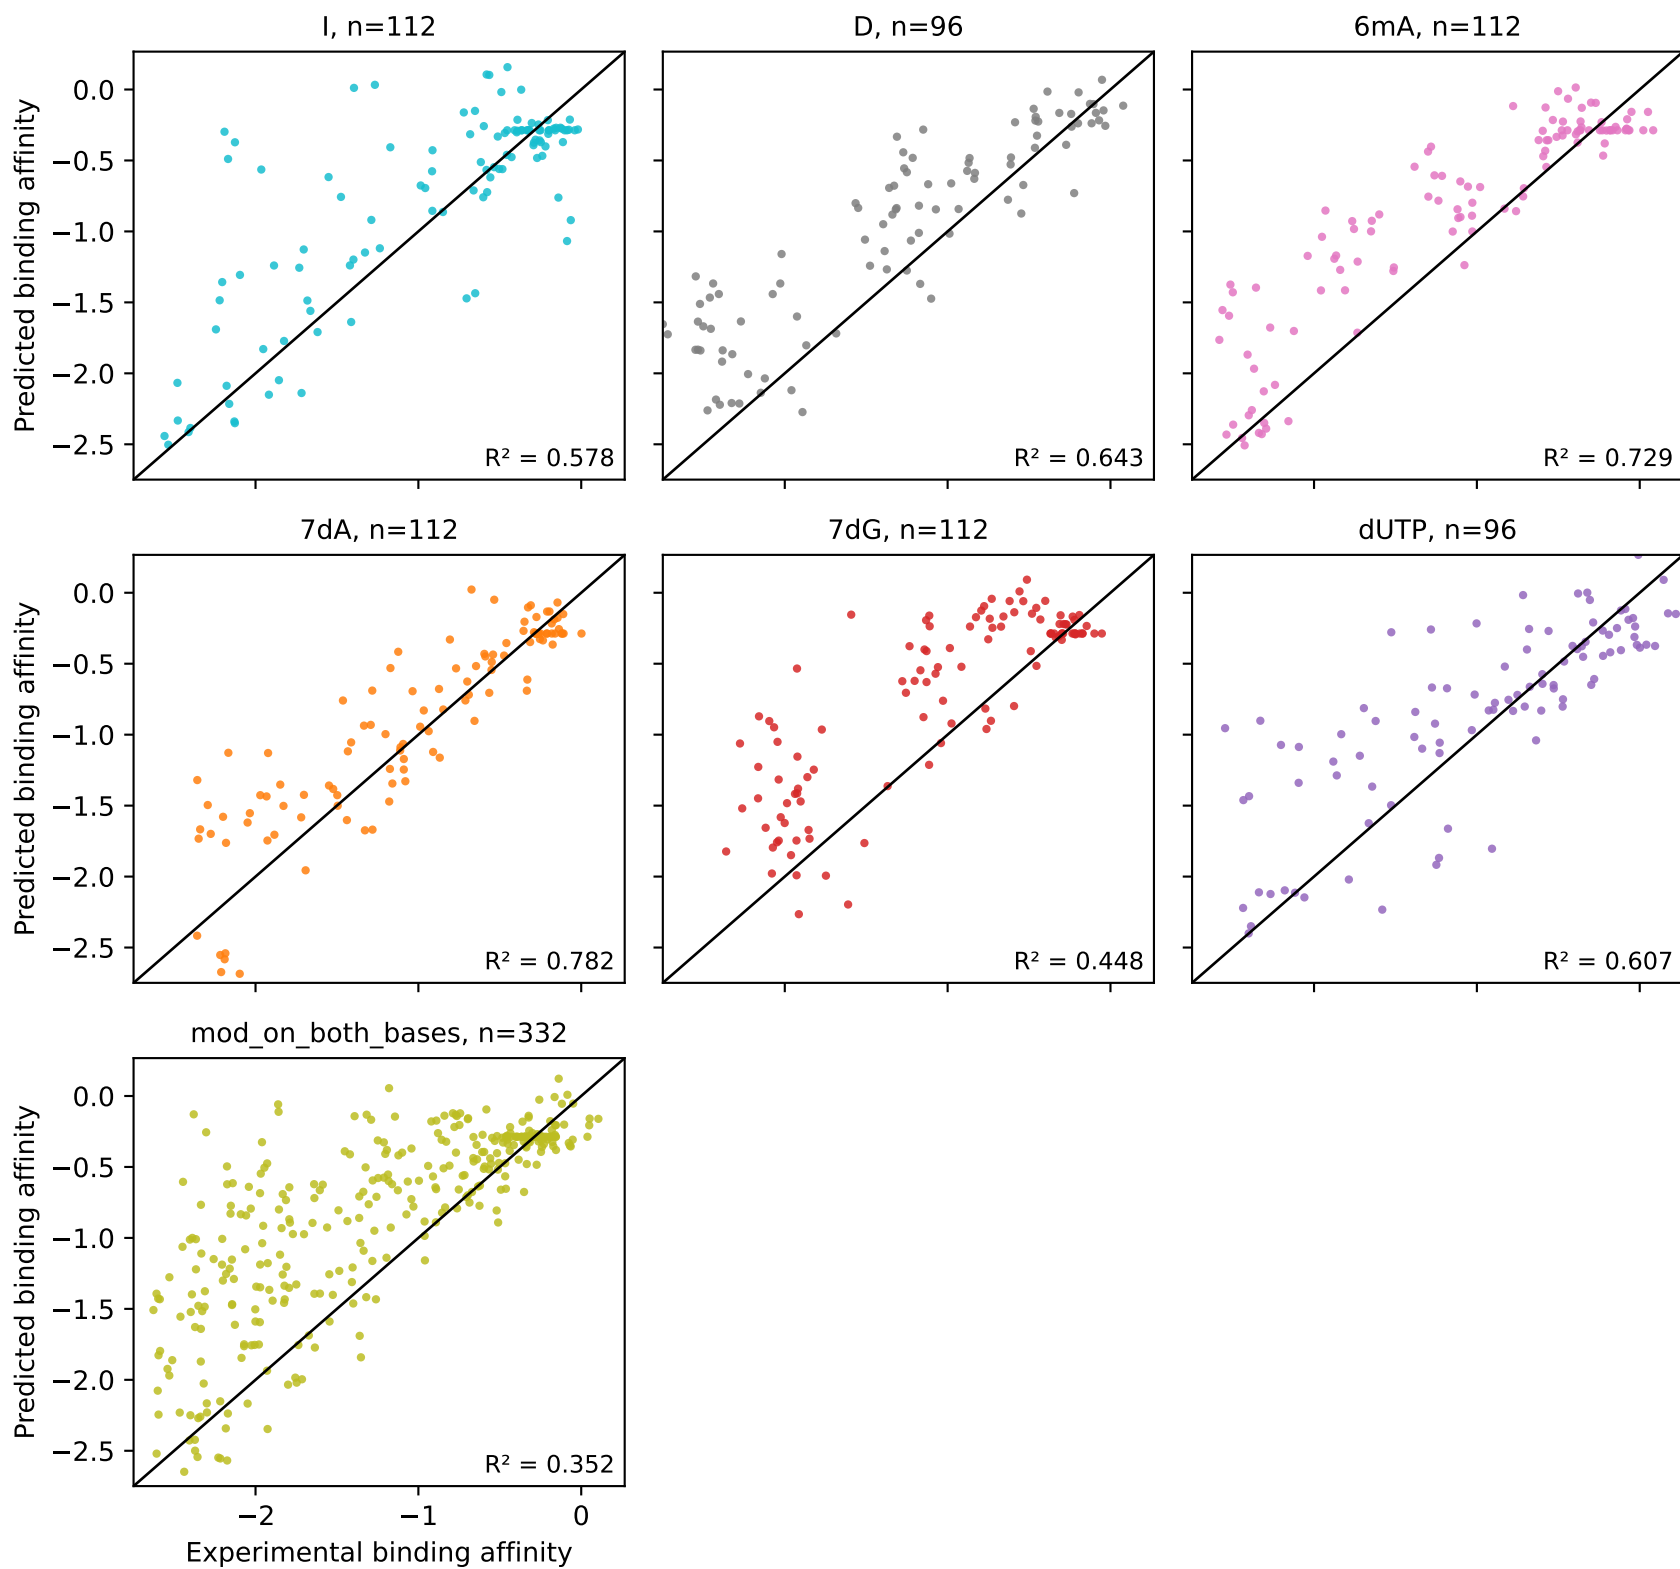 I, n=112
D, n=96
6mA, n=112
Predicted binding affinity
0.0
−0.5
−1.0
−1.5
−2.0
−2.5
R² = 0.578
R² = 0.643
R² = 0.729
7dA, n=112
7dG, n=112
dUTP, n=96
Predicted binding affinity
0.0
−0.5
−1.0
−1.5
−2.0
−2.5
R² = 0.782
R² = 0.448
R² = 0.607
mod_on_both_bases, n=332
Predicted binding affinity
0.0
−0.5
−1.0
−1.5
−2.0
−2.5
R² = 0.352
−2
−1
0
Experimental binding affinity